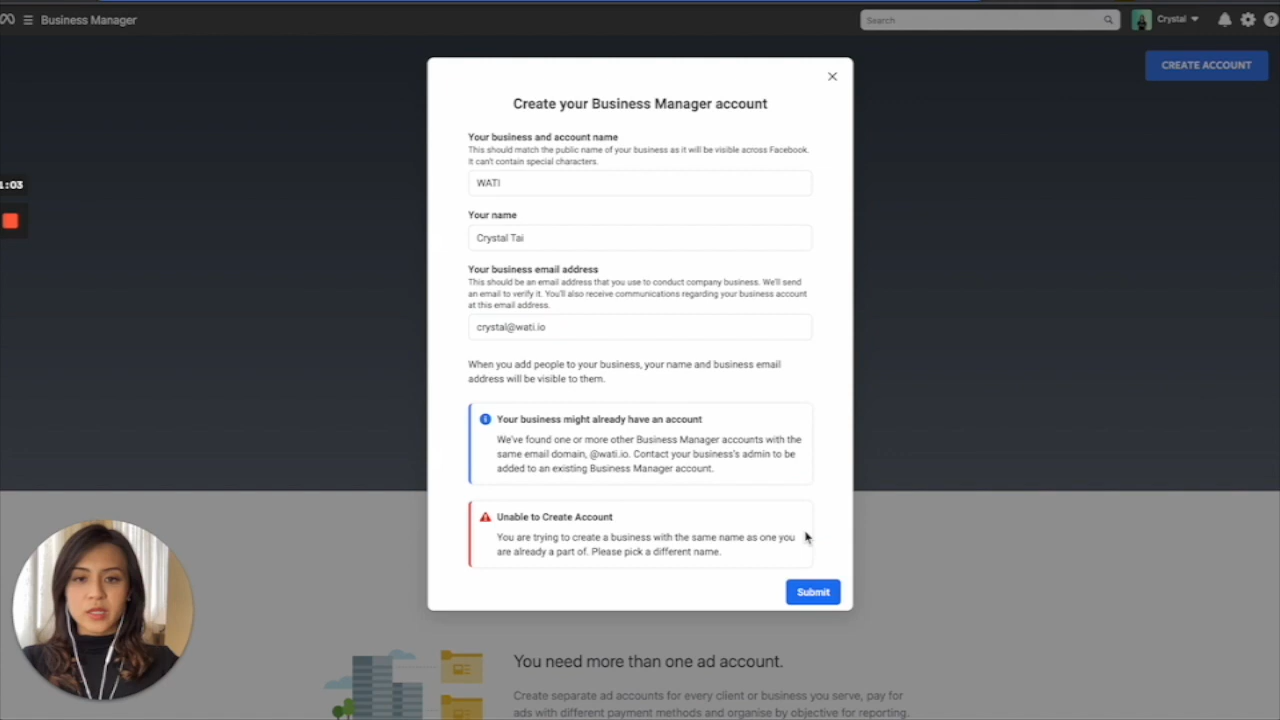 Business Manager
Search
Crystal
CREATE ACCOUNT
Create your Business Manager account
Your business and account name
This should match the public name of your business as it will be visible across Facebook.
It can't contain special characters.
WATI
1:03
Your name
Crystal Tai
Your business email address
This should be an email address that you use to conduct company business. We'll send
an email to verify it. You'll also receive communications regarding your business account
at this email address.
crystal@wati.io
When you add people to your business, your name and business email
address will be visible to them.
Your business might already have an account
We've found one or more other Business Manager accounts with the
same email domain, @wati.io. Contact your business's admin to be
added to an existing Business Manager account.
Unable to Create Account
You are trying to create a business with the same name as one you
are already a part of. Please pick a different name.
Submit
You need more than one ad account.
Create separate ad accounts for every client or business you serve, pay for
ads with different payment methods and organise by objective for reporting.